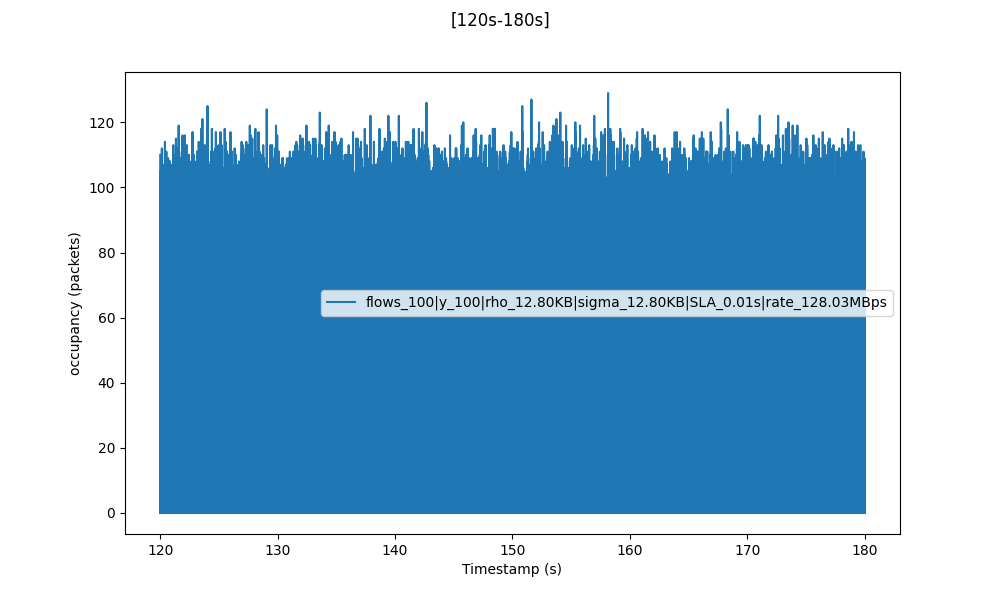 [120s-180s]
occupancy (packets)
120
100
80
60
40
20
0
flows_100|y_100|rho_12.80KB|sigma_12.80KB|SLA_0.01s|rate_128.03MBps
120 130 140 150 160 170 180
Timestamp (s)